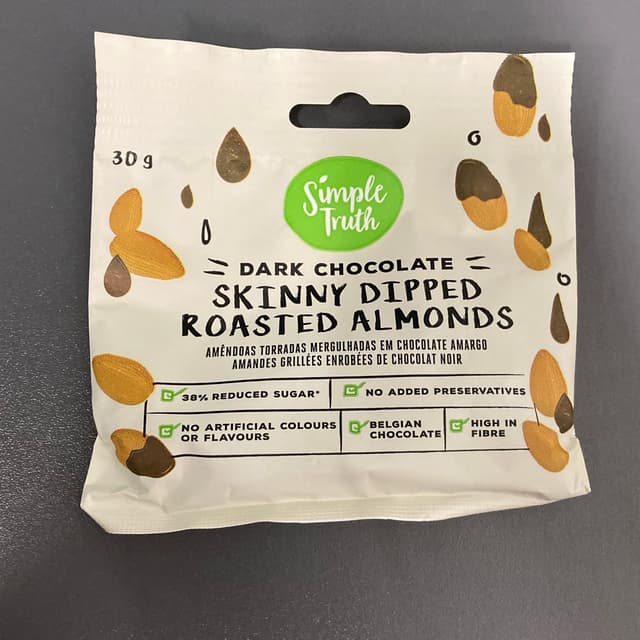 30 g
Simple
Truth
DARK CHOCOLATE
SKINNY DIPPED
ROASTED ALMONDS
AMÊNDOAS TORRADAS MERGULHADAS EM CHOCOLATE AMARGO
AMANDES GRILLÉES ENROBÉES DE CHOCOLAT NOIR
38% REDUCED SUGAR*
NO ADDED PRESERVATIVES
NO ARTIFICIAL COLOURS
OR FLAVOURS
BELGIAN
CHOCOLATE
HIGH IN
FIBRE